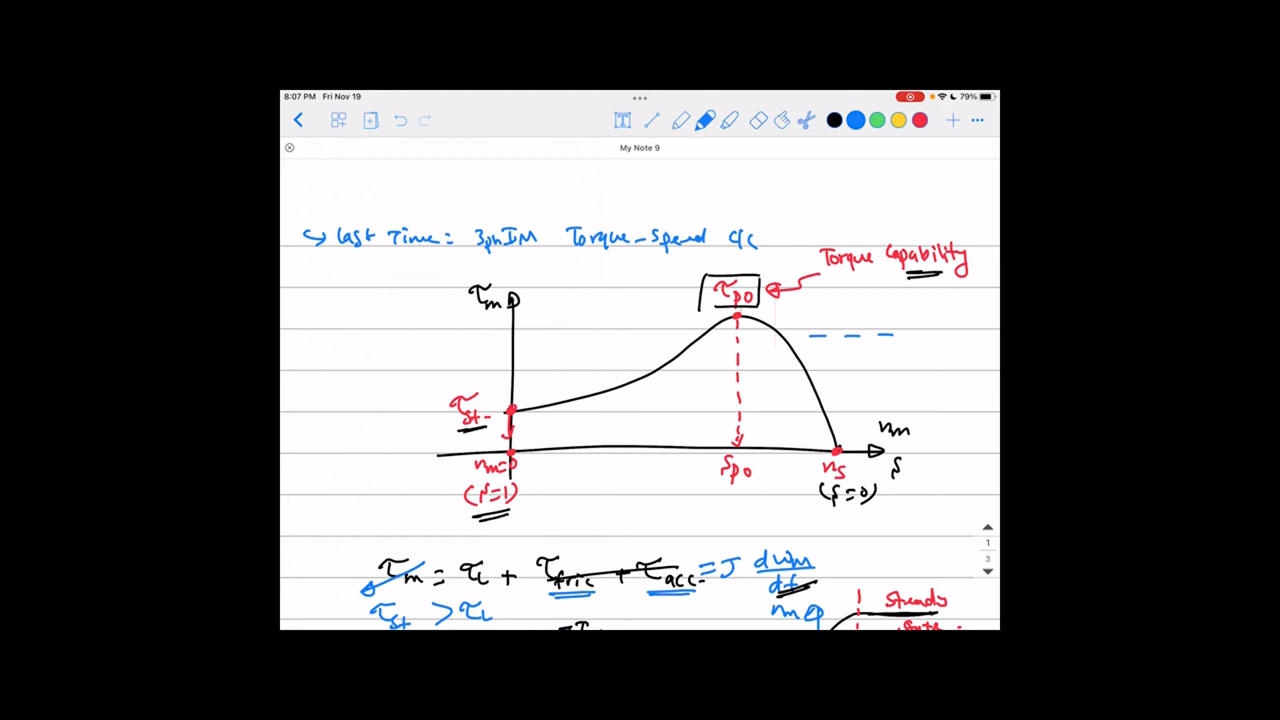 8:07 PM Fri Nov 19
79%
T
My Note 9
↪ Last Time: 3ph IM Torque-Speed c/c
Torque Capability
τm
τpo
τst
nm
s
nm=0
spo
ns
(s=1)
(s=0)
τm = τL + τfric + τacc = J dωm/dt
τst > τL
nm
steady
1
3